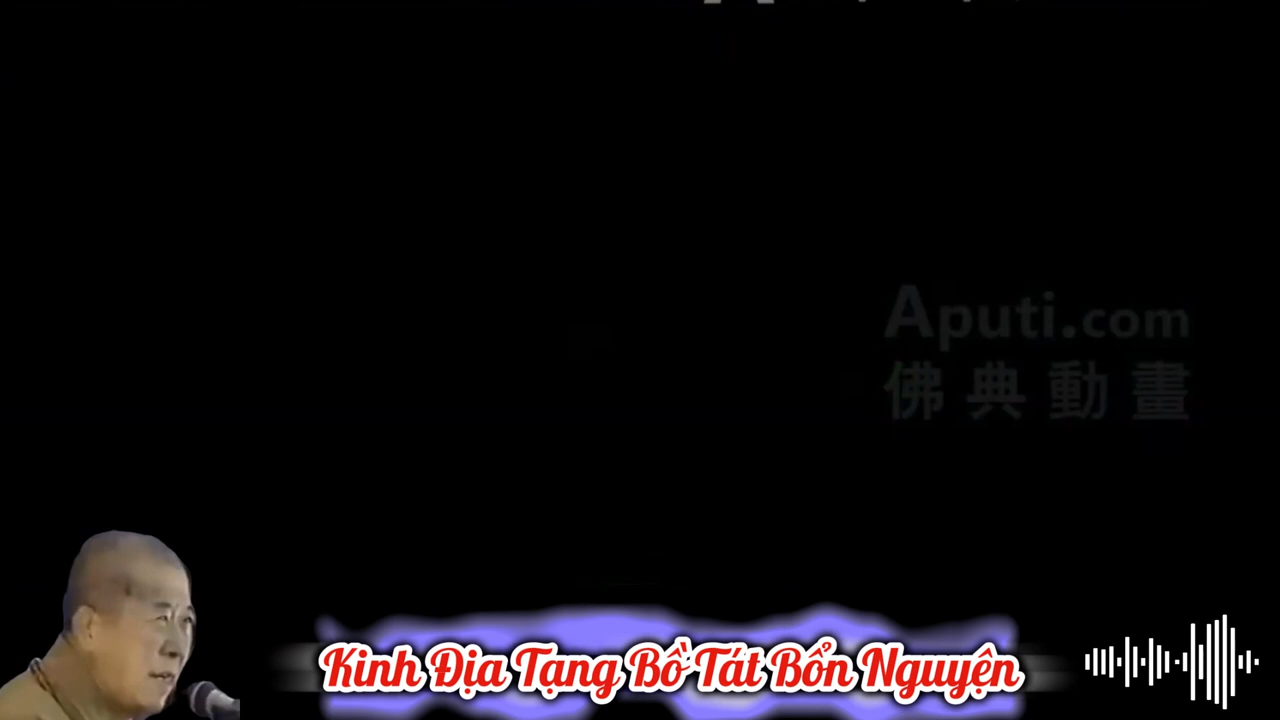 Aputi.com
佛典動畫
Kinh Địa Tạng Bồ Tát Bổn Nguyện